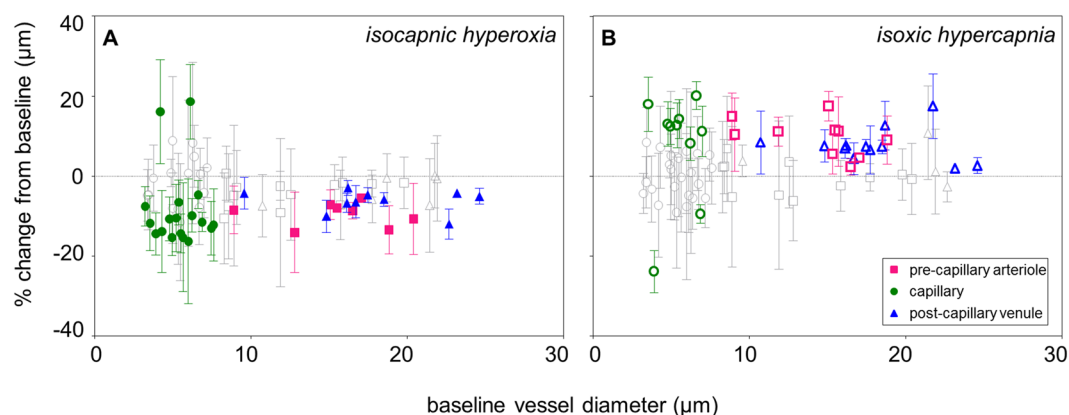 A
isocapnic hyperoxia
B
isoxic hypercapnia
% change from baseline (µm)
40
20
0
-20
-40
pre-capillary arteriole
capillary
post-capillary venule
0
10
20
30
0
10
20
30
baseline vessel diameter (µm)